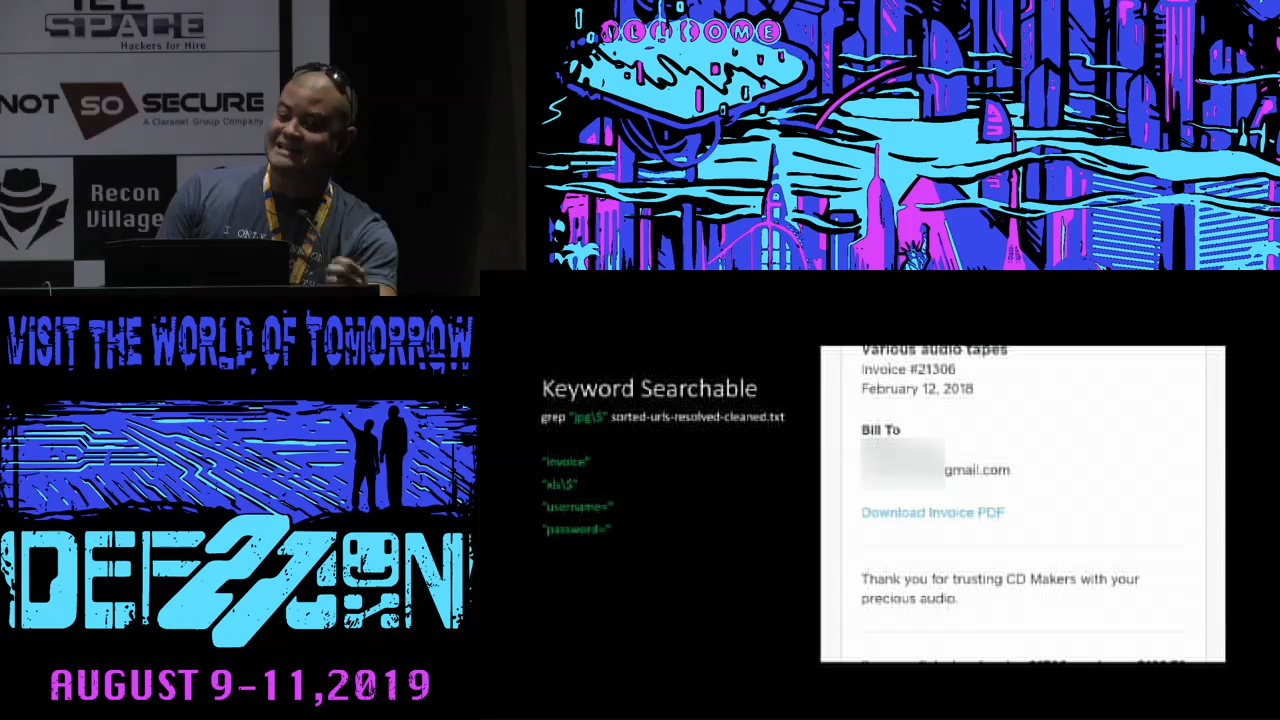 SPACE
Hackers for Hire
NOT SO SECURE
A Claranet Group Company
Recon
Village
I ONLY
WELCOME
VISIT THE WORLD OF TOMORROW
DEF CON
AUGUST 9-11,2019
Keyword Searchable
grep "jpg\$" sorted-urls-resolved-cleaned.txt
"invoice"
"xls\$"
"username="
"password="
Various audio tapes
Invoice #21306
February 12, 2018
Bill To
gmail.com
Download Invoice PDF
Thank you for trusting CD Makers with your
precious audio.